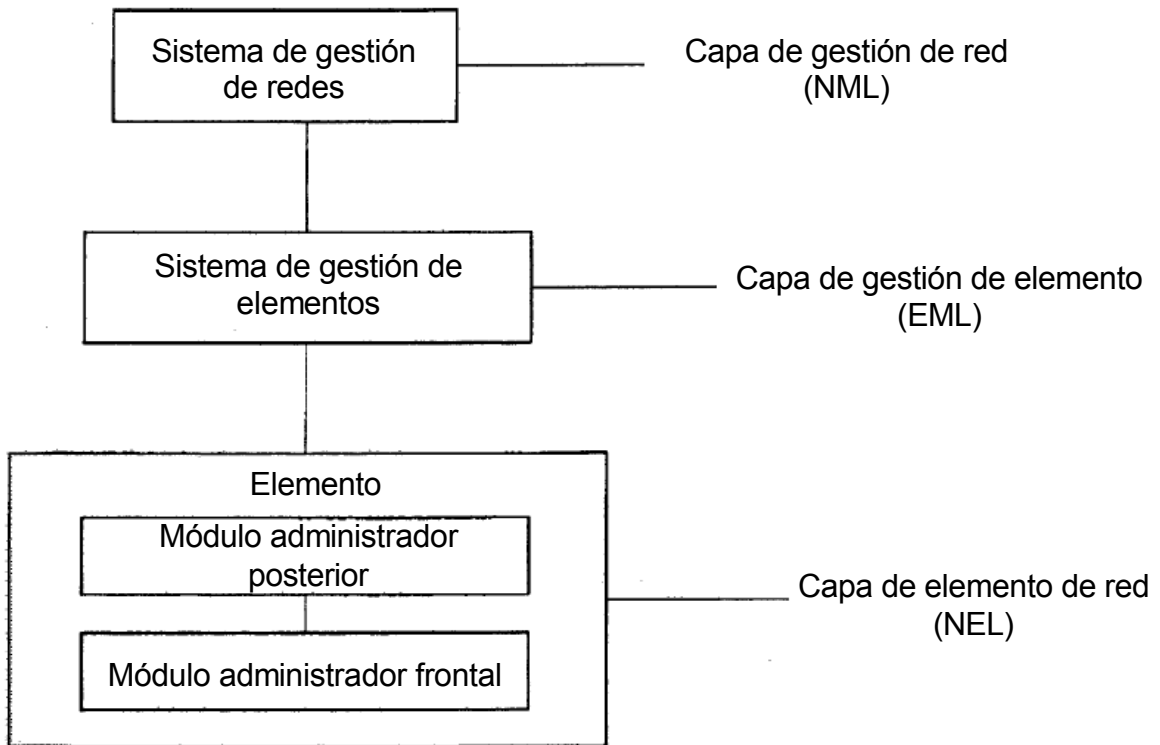 Sistema de gestión
de redes
Capa de gestión de red
(NML)
Sistema de gestión de
elementos
Capa de gestión de elemento
(EML)
Elemento
Módulo administrador
posterior
Módulo administrador frontal
Capa de elemento de red
(NEL)